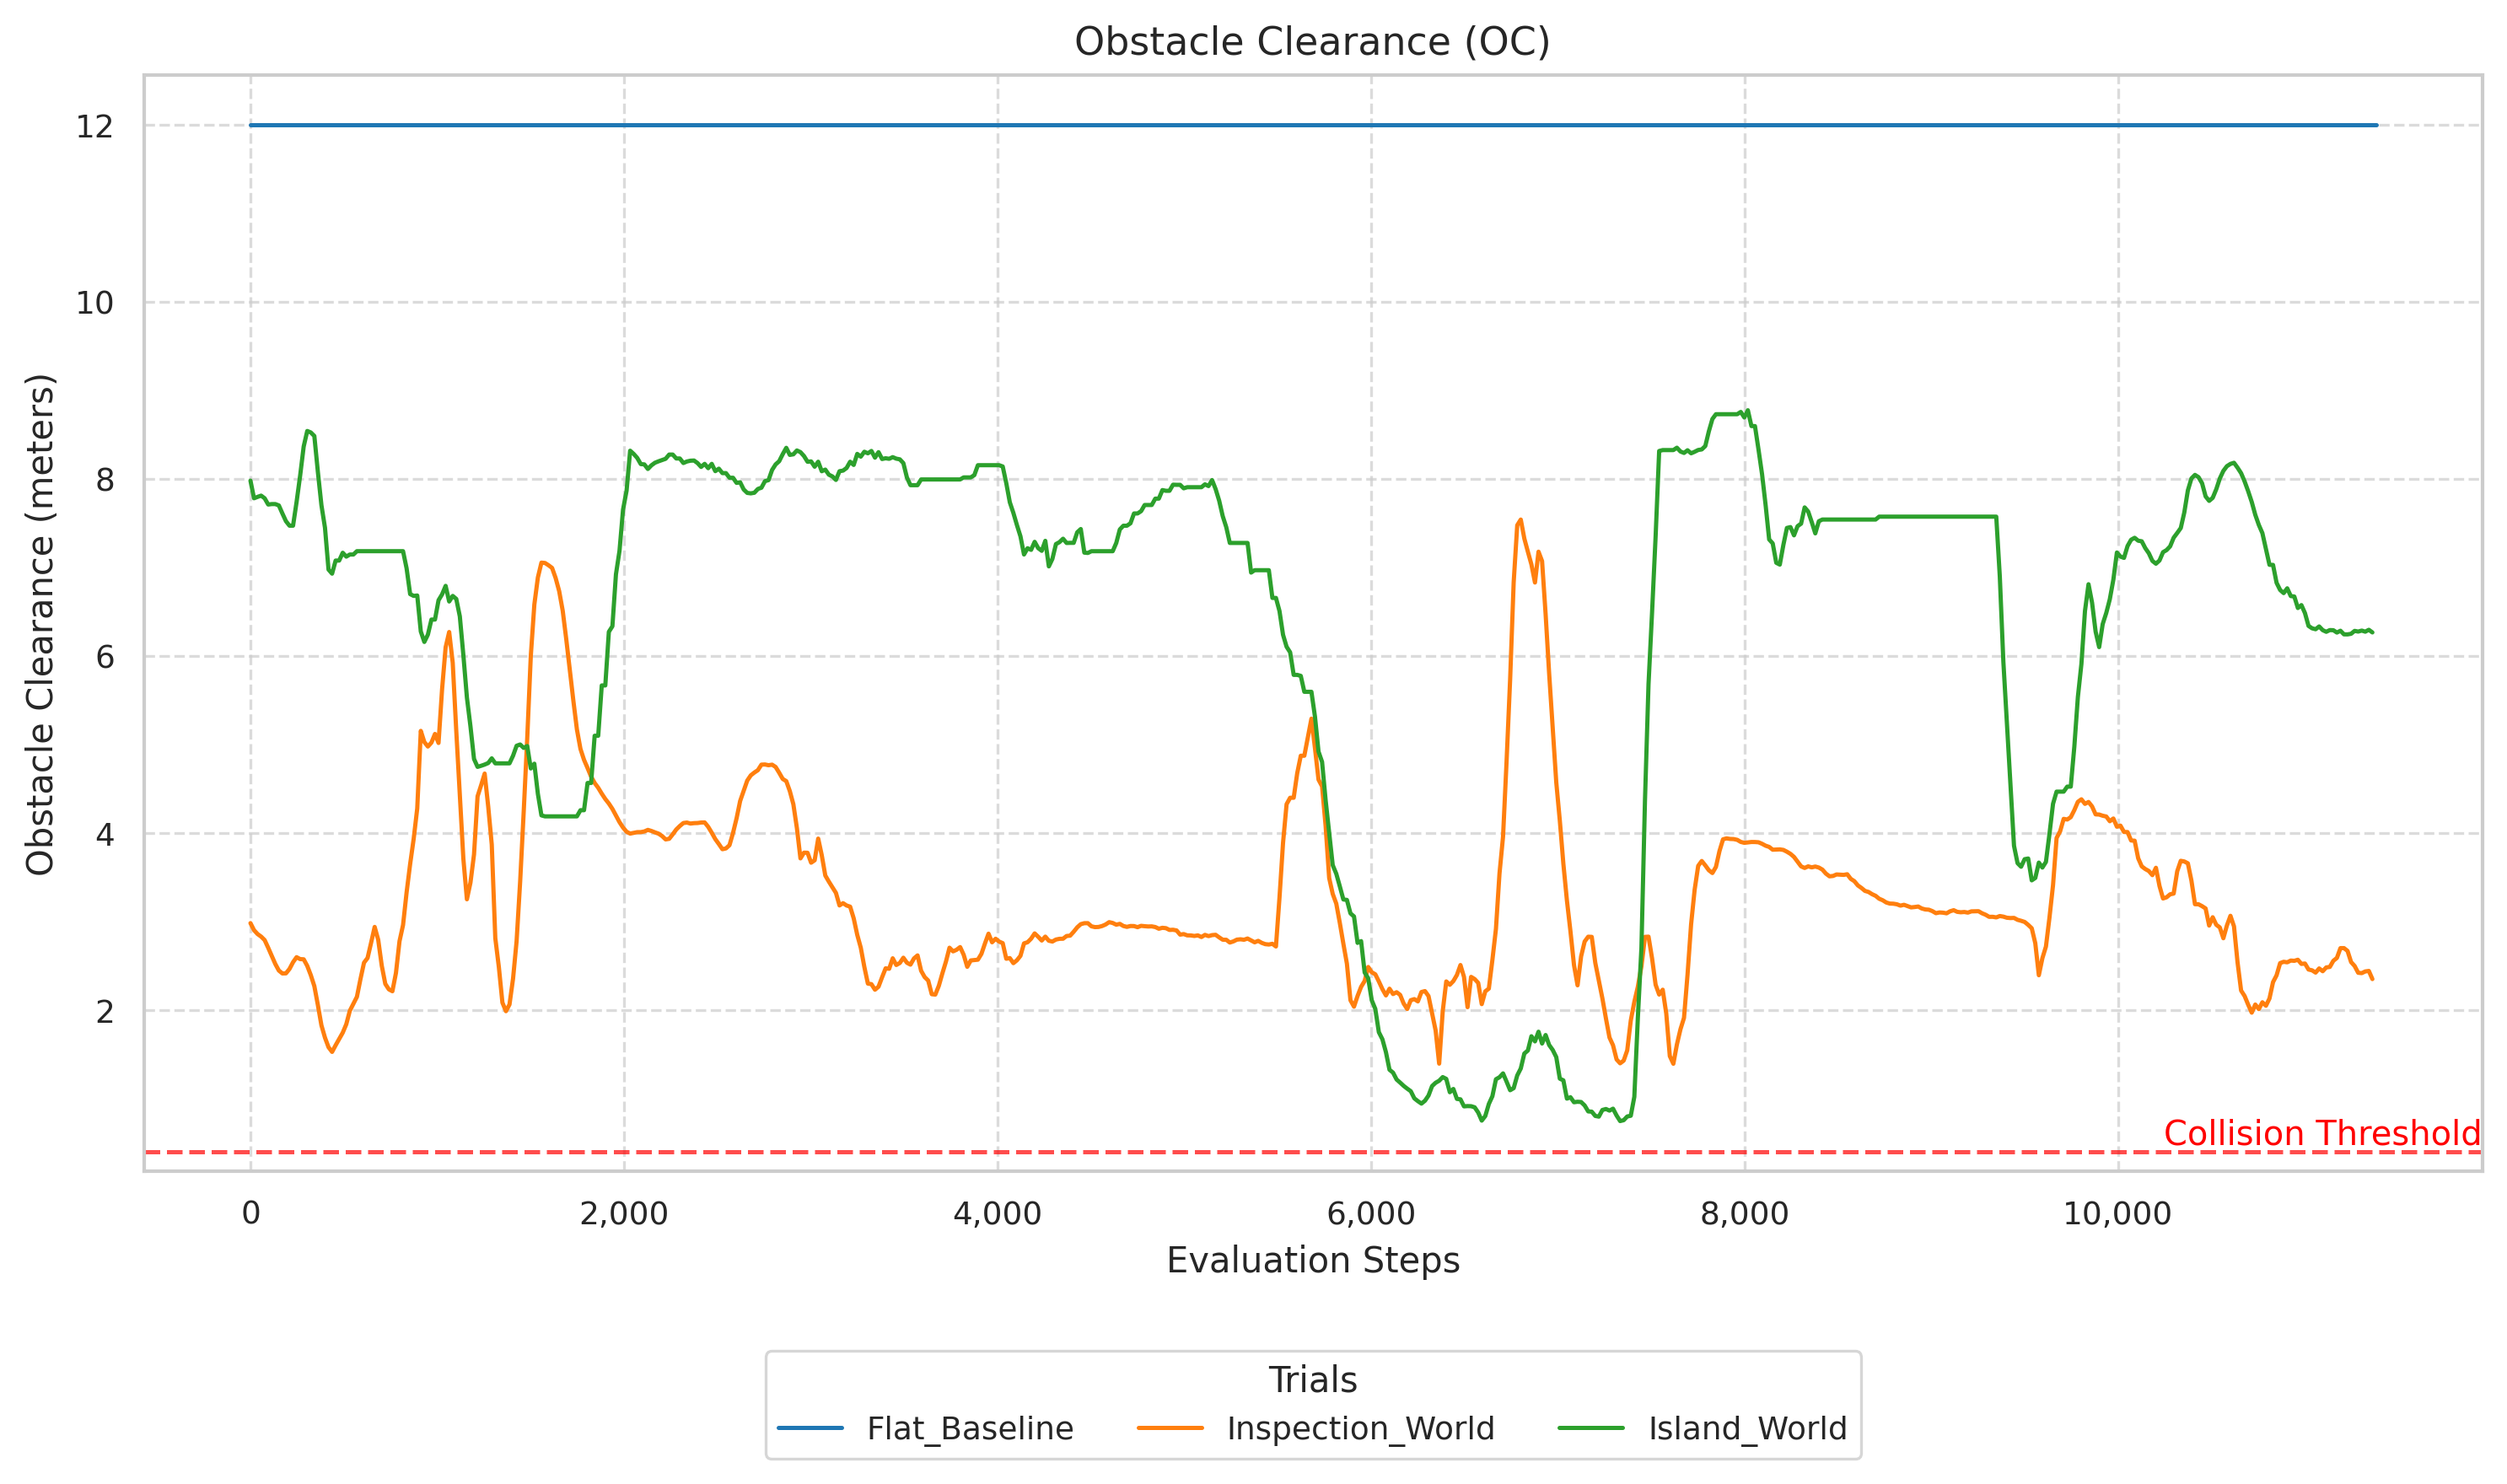 Obstacle Clearance (OC)
Obstacle Clearance (meters)
12
10
8
6
4
2
Collision Threshold
0
2,000
4,000
6,000
8,000
10,000
Evaluation Steps
Trials
Flat_Baseline
Inspection_World
Island_World